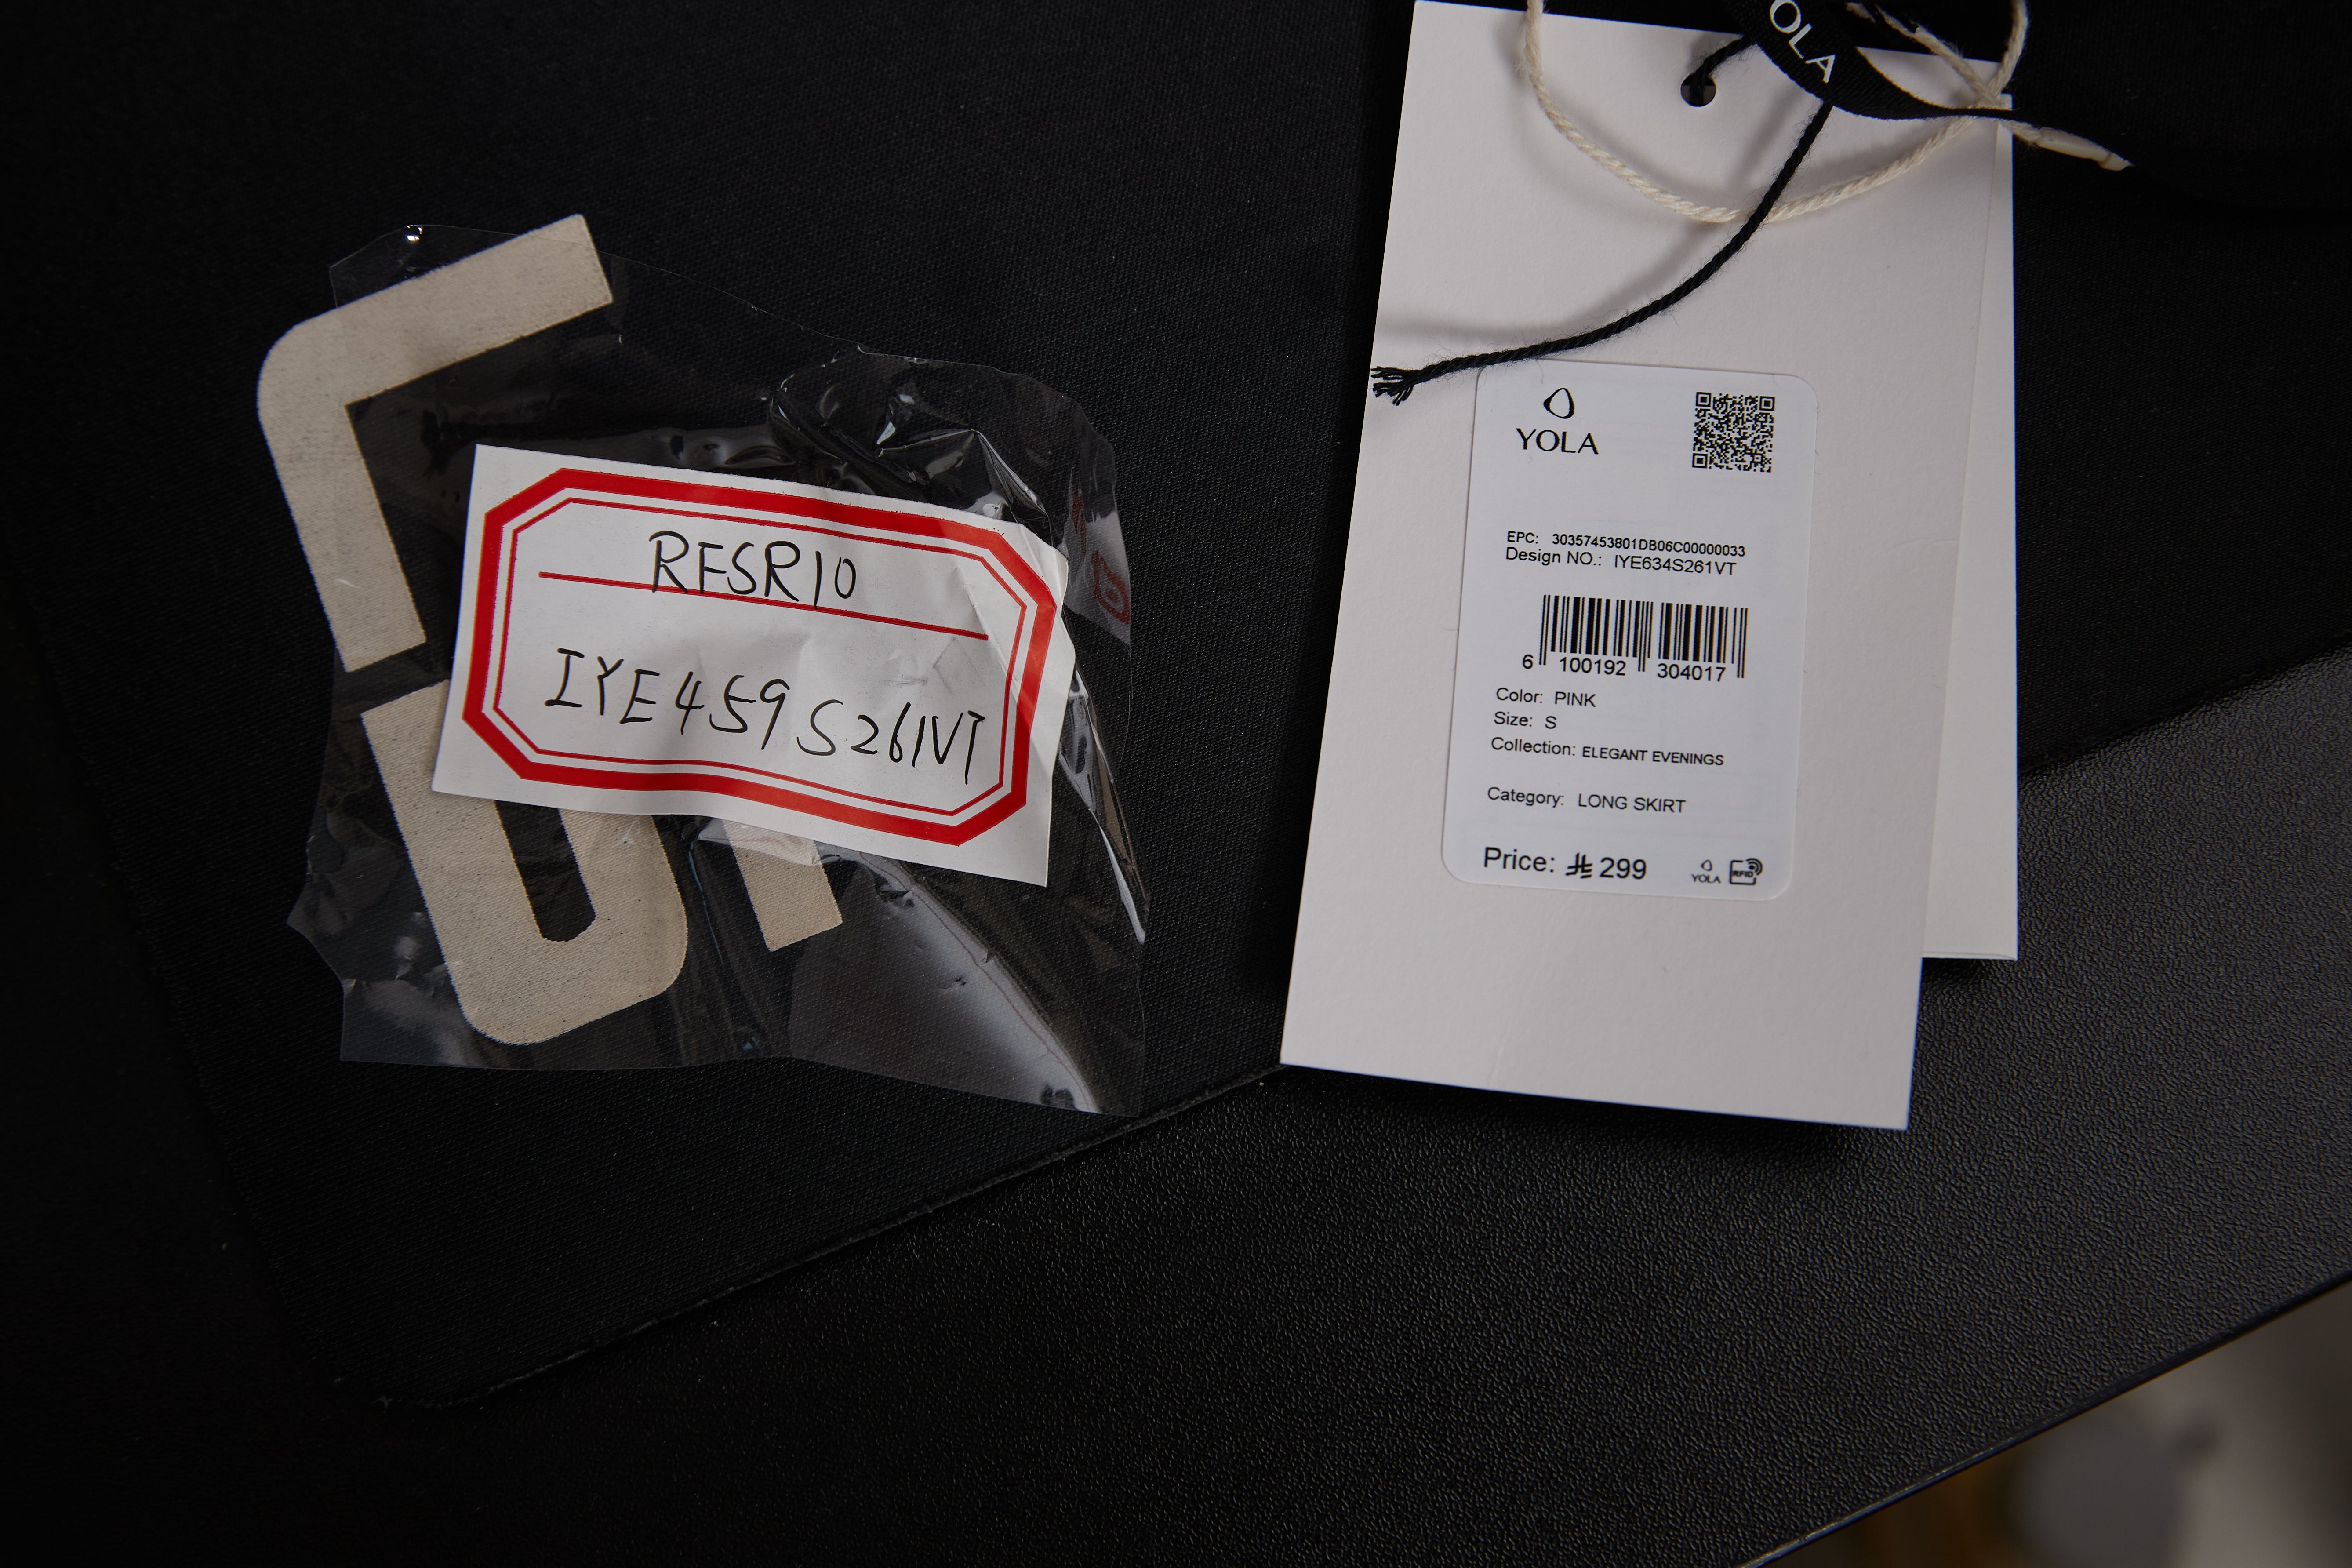 RFSR10
IYE459S261VT
YOLA
YOLA
EPC: 30357453801DB06C00000033
Design NO.: IYE634S261VT
6 100192 304017
Color: PINK
Size: S
Collection: ELEGANT EVENINGS
Category: LONG SKIRT
Price: 299
YOLA RFID